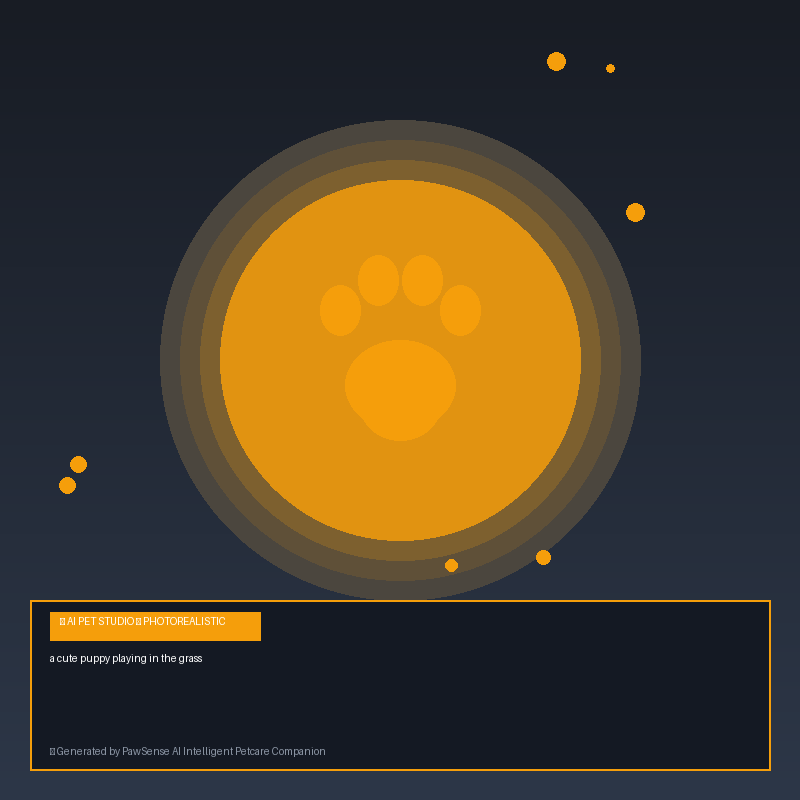 AI PET STUDIO PHOTOREALISTIC
a cute puppy playing in the grass
Generated by PawSense AI Intelligent Petcare Companion